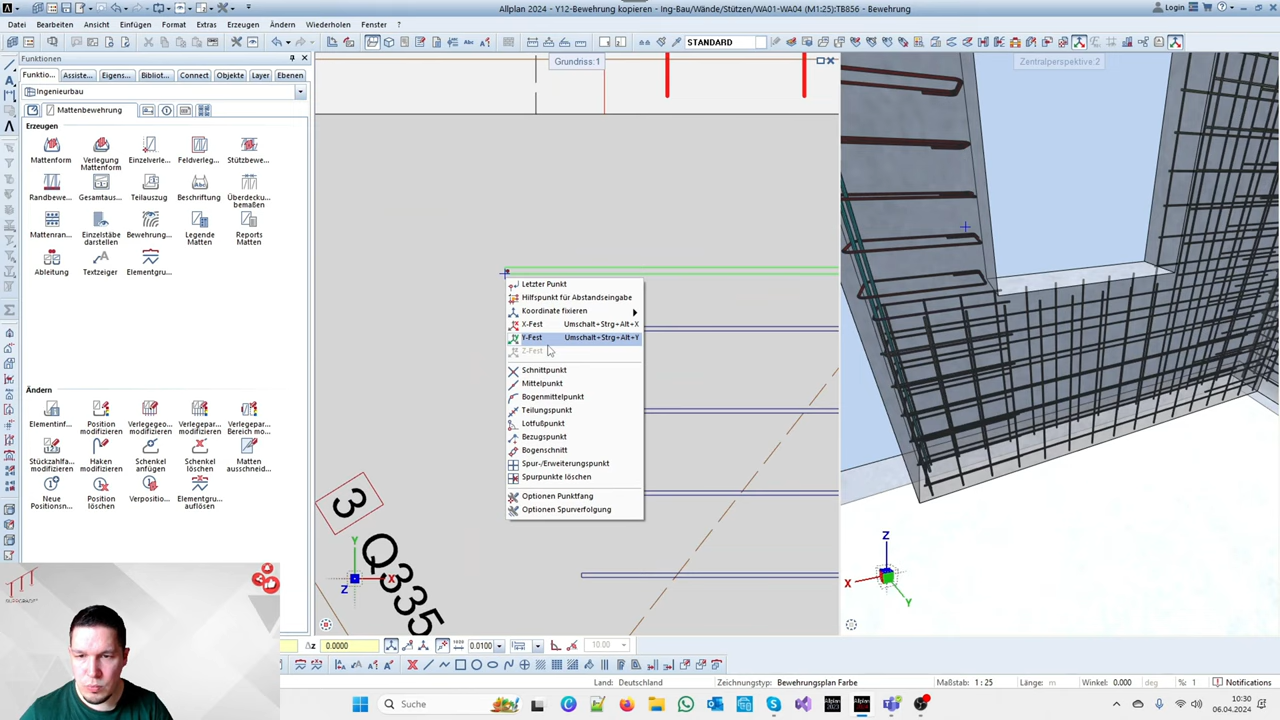 Allplan 2024 - Y12-Bewehrung kopieren - Ing-Bau/Wände/Stützen/WA01-WA04 (M1:25):TB856 - Bewehrung
Login
Datei Bearbeiten Ansicht Einfügen Format Extras Erzeugen Ändern Wiederholen Fenster ?
STANDARD
Funktionen
Grundriss:1
Zentralperspektive:2
Funktio... Assiste... Eigens... Bibliot... Connect Objekte Layer Ebenen
Ingenieurbau
Mattenbewehrung
Erzeugen
Mattenform
Verlegung Mattenform
Einzelverle...
Feldverleg...
Stützbewe...
Randbewe...
Gesamtaus...
Teilauszug
Beschriftung
Überdecku... bemaßen
Mattenran...
Einzelstäbe darstellen
Bewehrung...
Legende Matten
Reports Matten
Ableitung
Textzeiger
Elementgru...
Ändern
Elementinf...
Position modifizieren
Verlegegeo... modifizieren
Verlegepar... modifizieren
Verlegepar... Bereich mo...
Stückzahlfa... modifizieren
Haken modifizieren
Schenkel anfügen
Schenkel löschen
Matten ausschneid...
Neue Positionsn...
Position löschen
Verpositio...
Elementgru... auflösen
Letzter Punkt
Hilfspunkt für Abstandseingabe
Koordinate fixieren
X-Fest Umschalt+Strg+Alt+X
Y-Fest Umschalt+Strg+Alt+Y
Z-Fest
Schnittpunkt
Mittelpunkt
Bogenmittelpunkt
Teilungspunkt
Lotfußpunkt
Bezugspunkt
Bogenschnitt
Spur-/Erweiterungspunkt
Spurpunkte löschen
Optionen Punktfang
Optionen Spurverfolgung
3
Q335
Y
X
Z
Z
X
Y
Δz 0.0000
0.0100
10.00
Land: Deutschland Zeichnungstyp: Bewehrungsplan Farbe Maßstab: 1 : 25 Länge: m Winkel: 0.000 deg %: 1 Notifications
Suche
10:30
06.04.2024